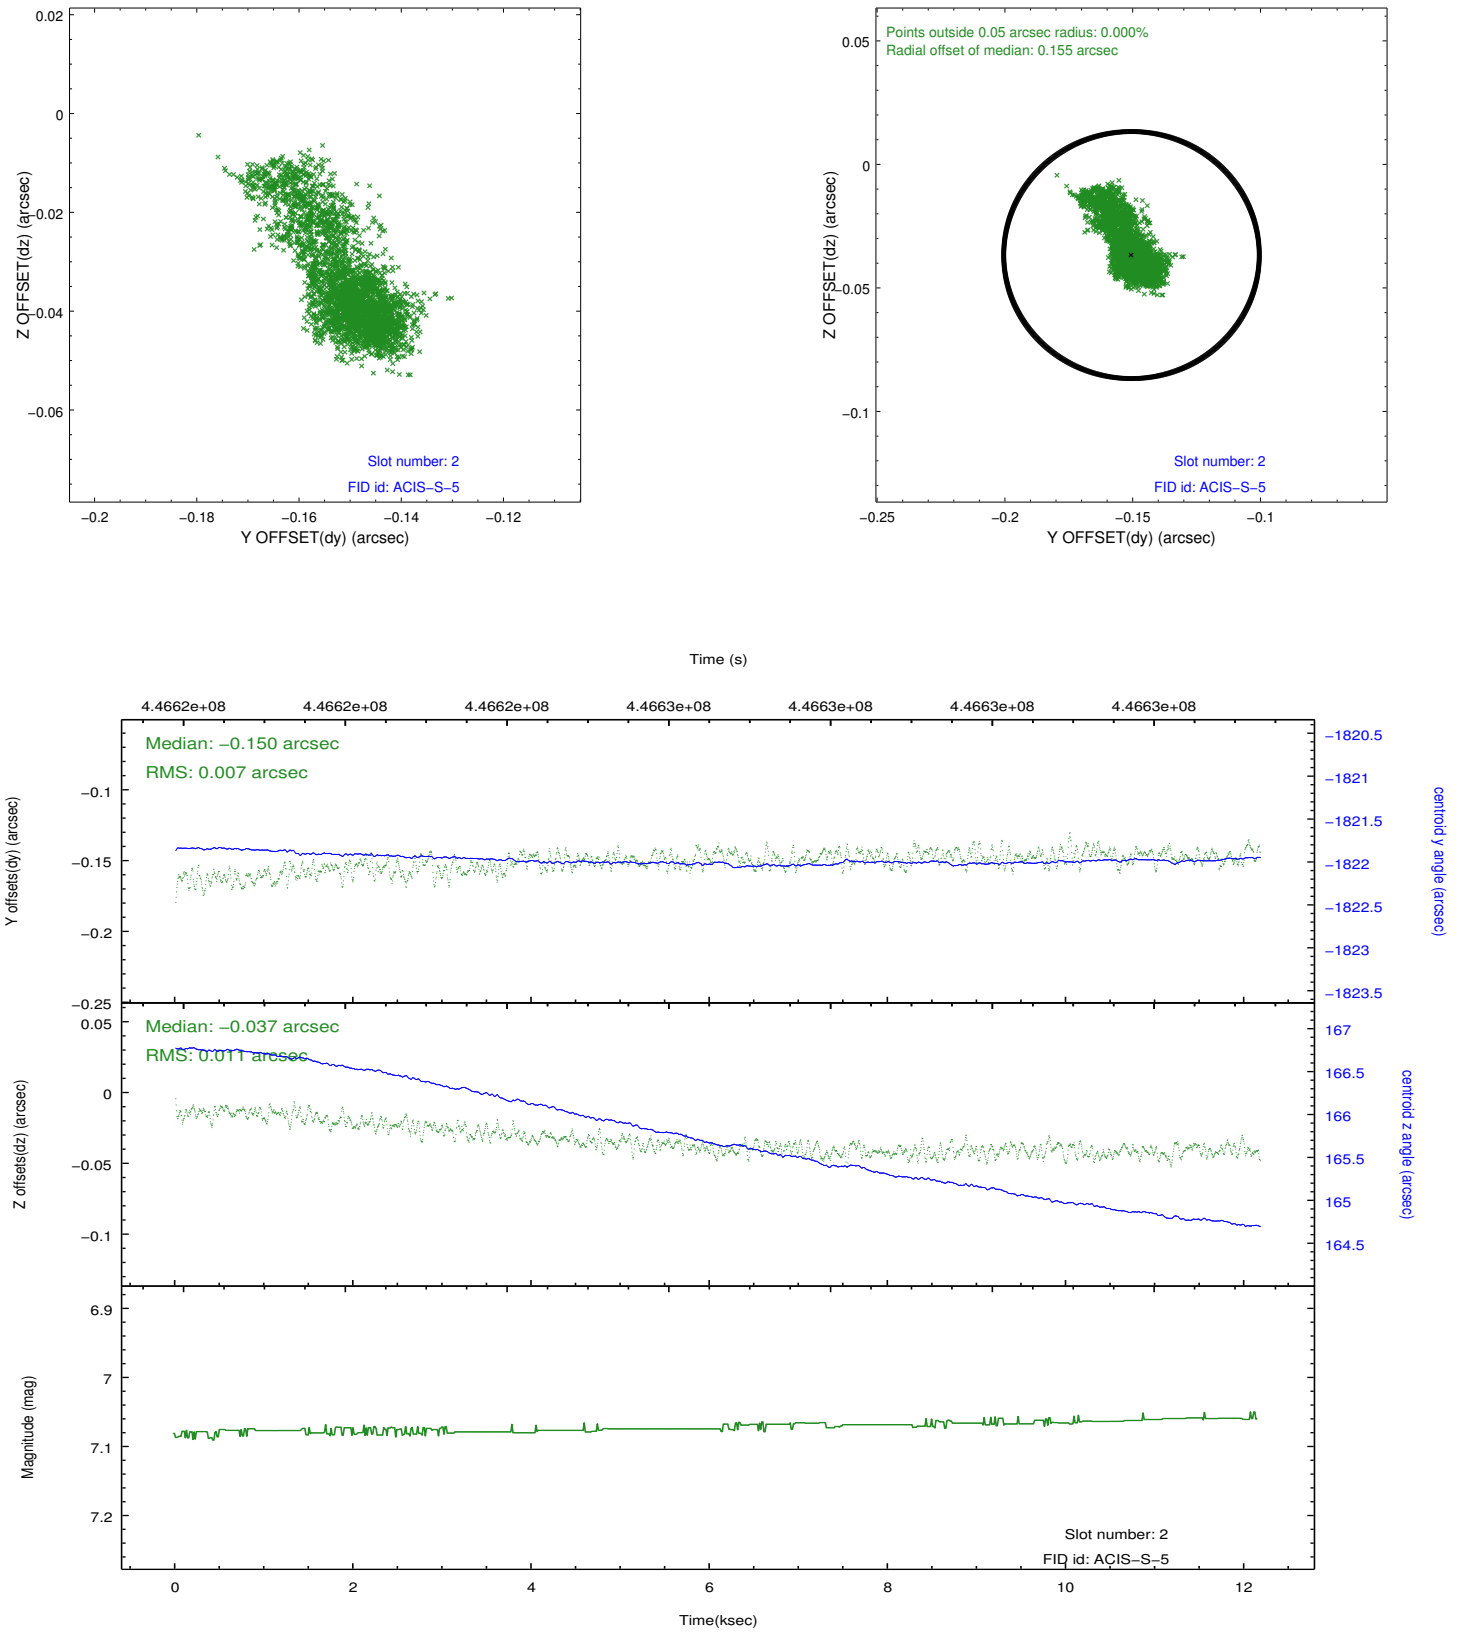 0.02
0
−0.02
−0.04
−0.06
Z OFFSET(dz) (arcsec)
Slot number: 2
FID id: ACIS−S−5
−0.2 −0.18 −0.16 −0.14 −0.12
Y OFFSET(dy) (arcsec)
Points outside 0.05 arcsec radius: 0.000%
Radial offset of median: 0.155 arcsec
0.05
0
−0.05
−0.1
Z OFFSET(dz) (arcsec)
Slot number: 2
FID id: ACIS−S−5
−0.25 −0.2 −0.15 −0.1
Y OFFSET(dy) (arcsec)
Time (s)
4.4662e+08 4.4662e+08 4.4662e+08 4.4663e+08 4.4663e+08 4.4663e+08 4.4663e+08
Median: −0.150 arcsec
RMS: 0.007 arcsec
−0.1
−0.15
−0.2
−0.25
Y offsets(dy) (arcsec)
−1820.5
−1821
−1821.5
−1822
−1822.5
−1823
−1823.5
centroid y angle (arcsec)
Median: −0.037 arcsec
RMS: 0.011 arcsec
0.05
0
−0.05
−0.1
Z offsets(dz) (arcsec)
167
166.5
166
165.5
165
164.5
centroid z angle (arcsec)
6.9
7
7.1
7.2
Magnitude (mag)
Slot number: 2
FID id: ACIS−S−5
0 2 4 6 8 10 12
Time(ksec)